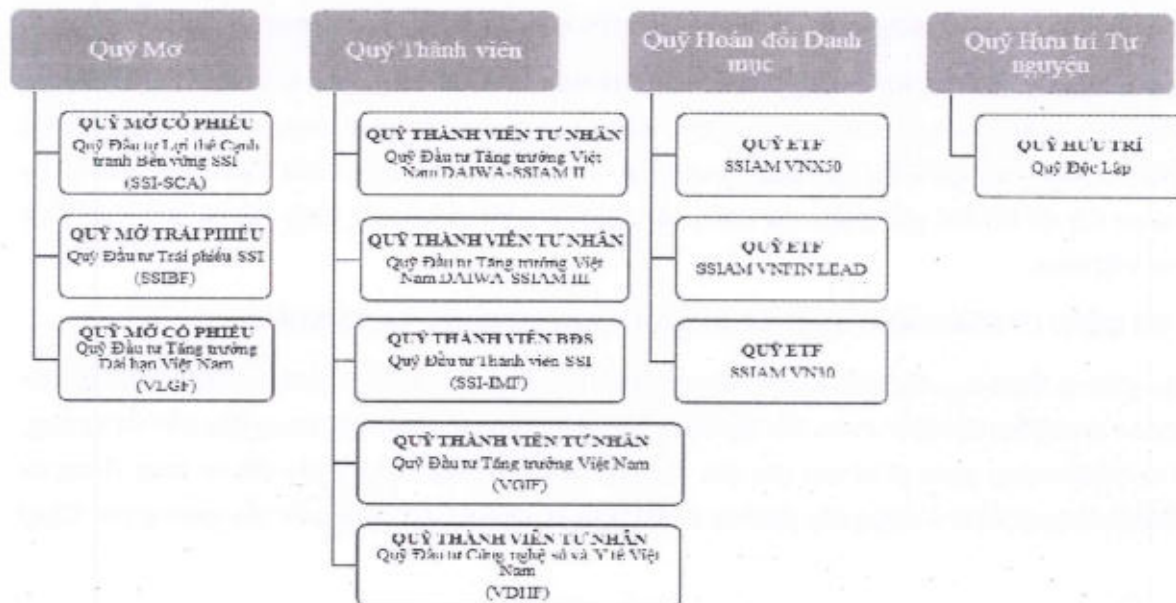 Quỹ Mở
QUỸ MỞ CỔ PHIẾU
Quỹ Đầu tư Lợi thế Cạnh
tranh Bền vững SSI
(SSI-SCA)
QUỸ MỞ TRÁI PHIẾU
Quỹ Đầu tư Trái phiếu SSI
(SSIBF)
QUỸ MỞ CỔ PHIẾU
Quỹ Đầu tư Tăng trưởng
Dài hạn Việt Nam
(VLGF)
Quỹ Thành viên
QUỸ THÀNH VIÊN TƯ NHÂN
Quỹ Đầu tư Tăng trưởng Việt
Nam DAIWA-SSIAM II
QUỸ THÀNH VIÊN TƯ NHÂN
Quỹ Đầu tư Tăng trưởng Việt
Nam DAIWA-SSIAM III
QUỸ THÀNH VIÊN BĐS
Quỹ Đầu tư Thành viên SSI
(SSI-IMF)
QUỸ THÀNH VIÊN TƯ NHÂN
Quỹ Đầu tư Tăng trưởng Việt Nam
(VGIF)
QUỸ THÀNH VIÊN TƯ NHÂN
Quỹ Đầu tư Công nghệ số và Y tế Việt
Nam
(VDHF)
Quỹ Hoán đổi Danh
mục
QUỸ ETF
SSIAM VNX50
QUỸ ETF
SSIAM VNFIN LEAD
QUỸ ETF
SSIAM VN30
Quỹ Hưu trí Tự
nguyện
QUỸ HƯU TRÍ
Quỹ Độc Lập